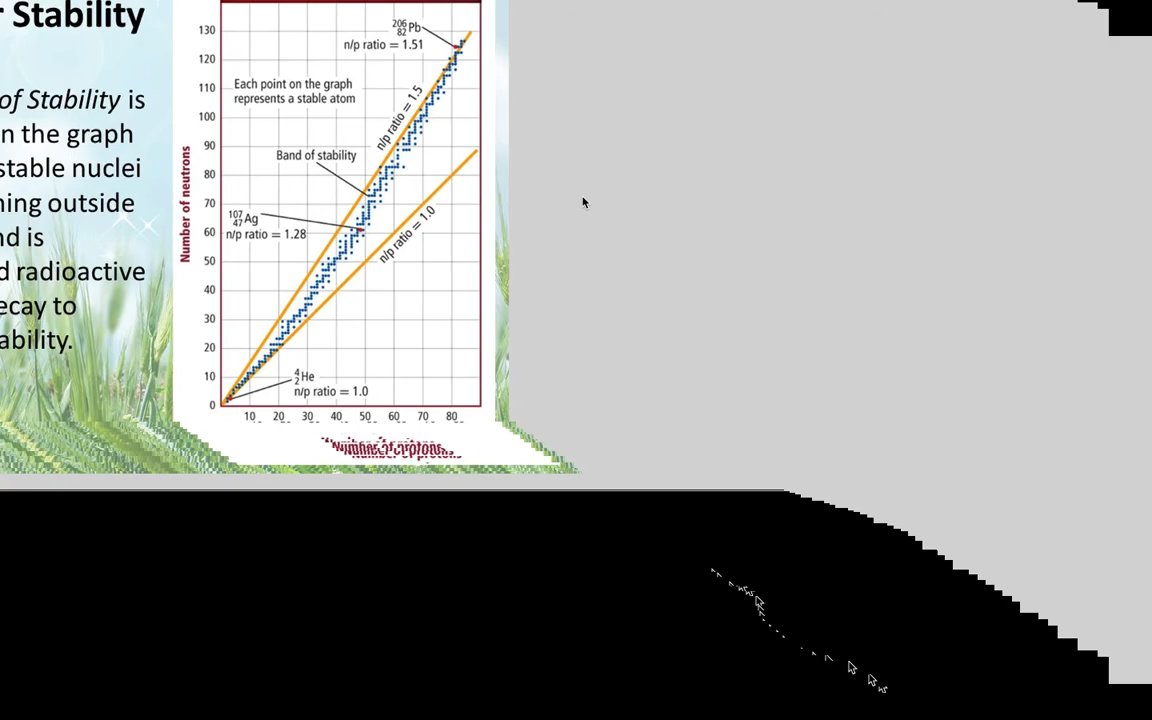 r Stability
of Stability is
n the graph
stable nuclei
ning outside
nd is
d radioactive
ecay to
ability.
130
120
110
100
90
80
70
60
50
40
30
20
10
0
Number of neutrons
206
82 Pb
n/p ratio = 1.51
Each point on the graph
represents a stable atom
n/p ratio = 1.5
Band of stability
107
47 Ag
n/p ratio = 1.28
n/p ratio = 1.0
4
2 He
n/p ratio = 1.0
10 20 30 40 50 60 70 80
Number of protons